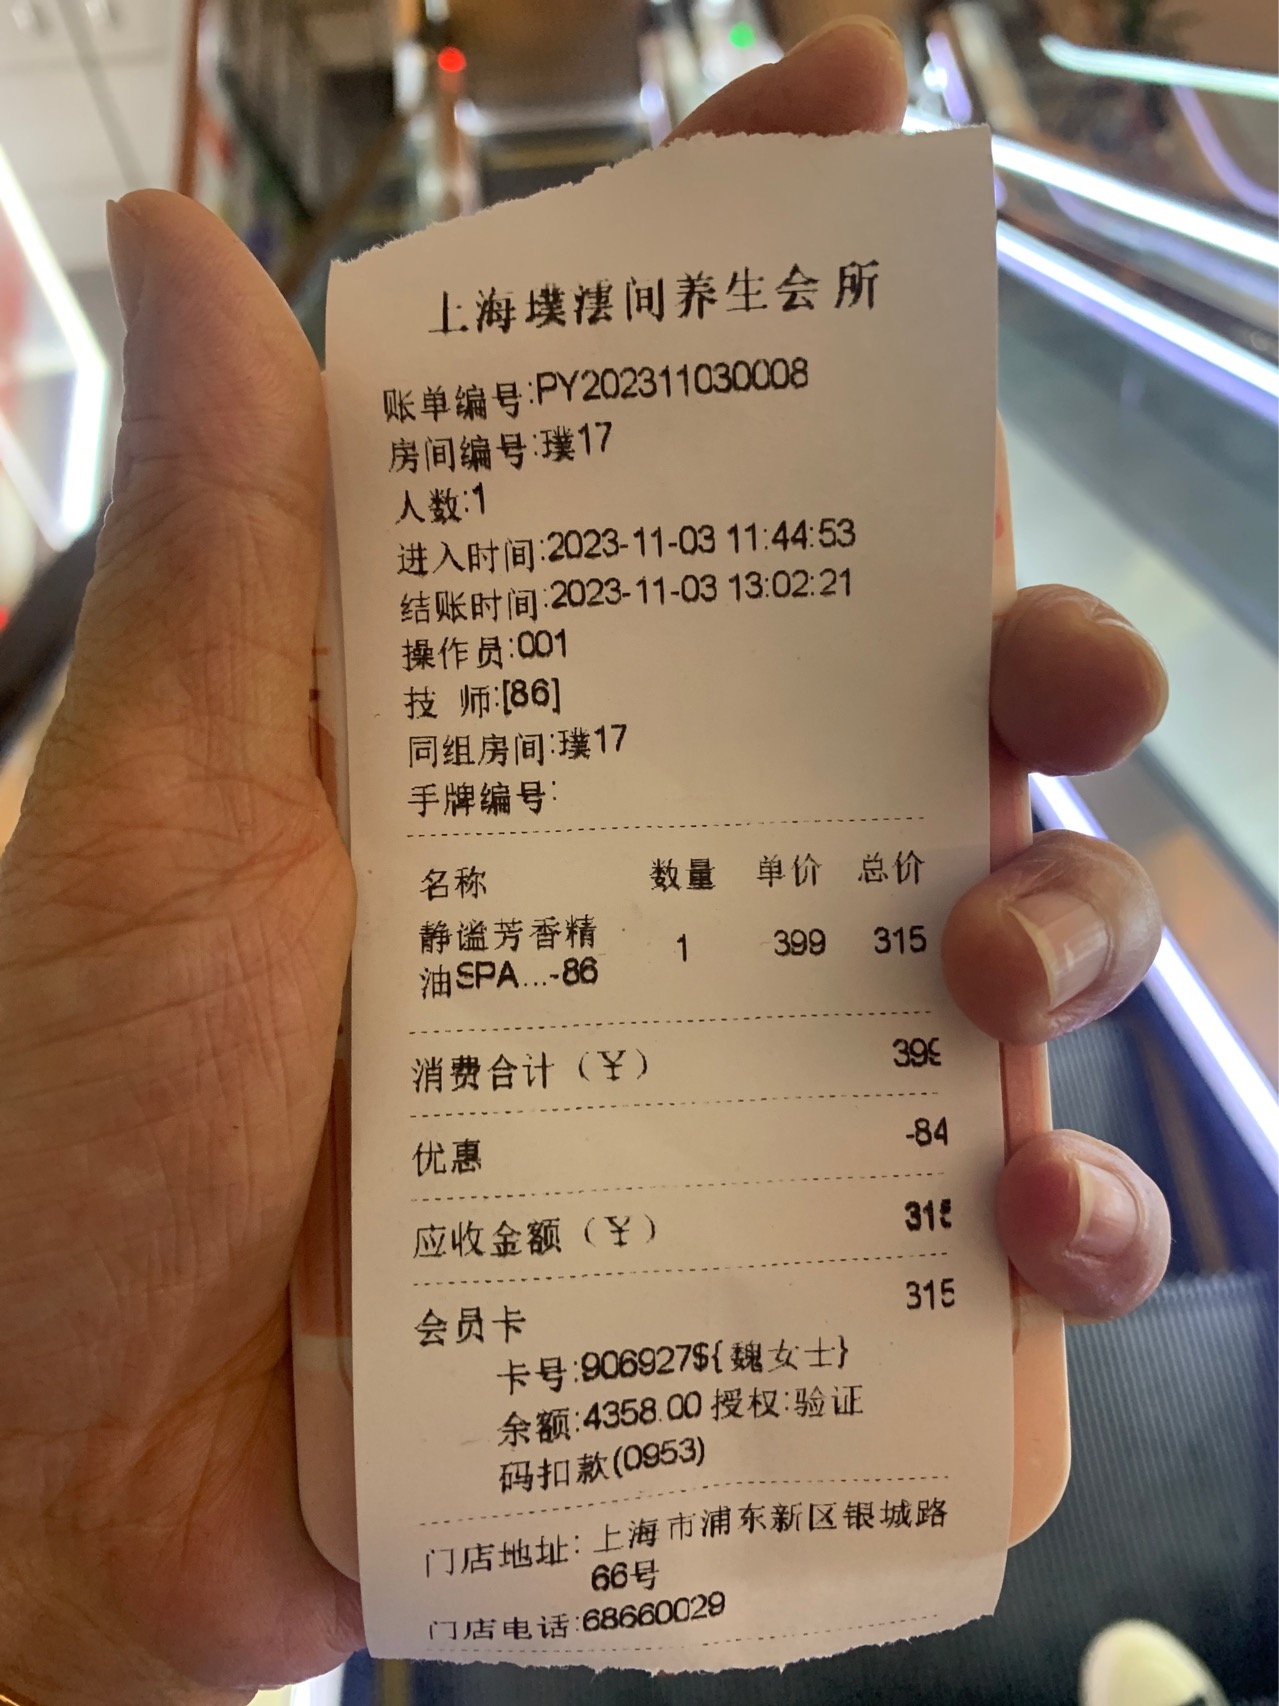 上海墣凄间养生会所
账单编号:PY202311030008
房间编号:璞17
人数:1
进入时间:2023-11-03 11:44:53
结账时间:2023-11-03 13:02:21
操作员:001
技 师:[86]
同组房间:璞17
手牌编号:
名称 数量 单价 总价
静谧芳香精 1 399 315
油SPA...-86
消费合计（￥） 399
优惠 -84
应收金额（￥） 315
会员卡 315
卡号:906927${魏女士}
余额:4358.00 授权:验证
码扣款(0953)
门店地址: 上海市浦东新区银城路
66号
门店电话:68660029